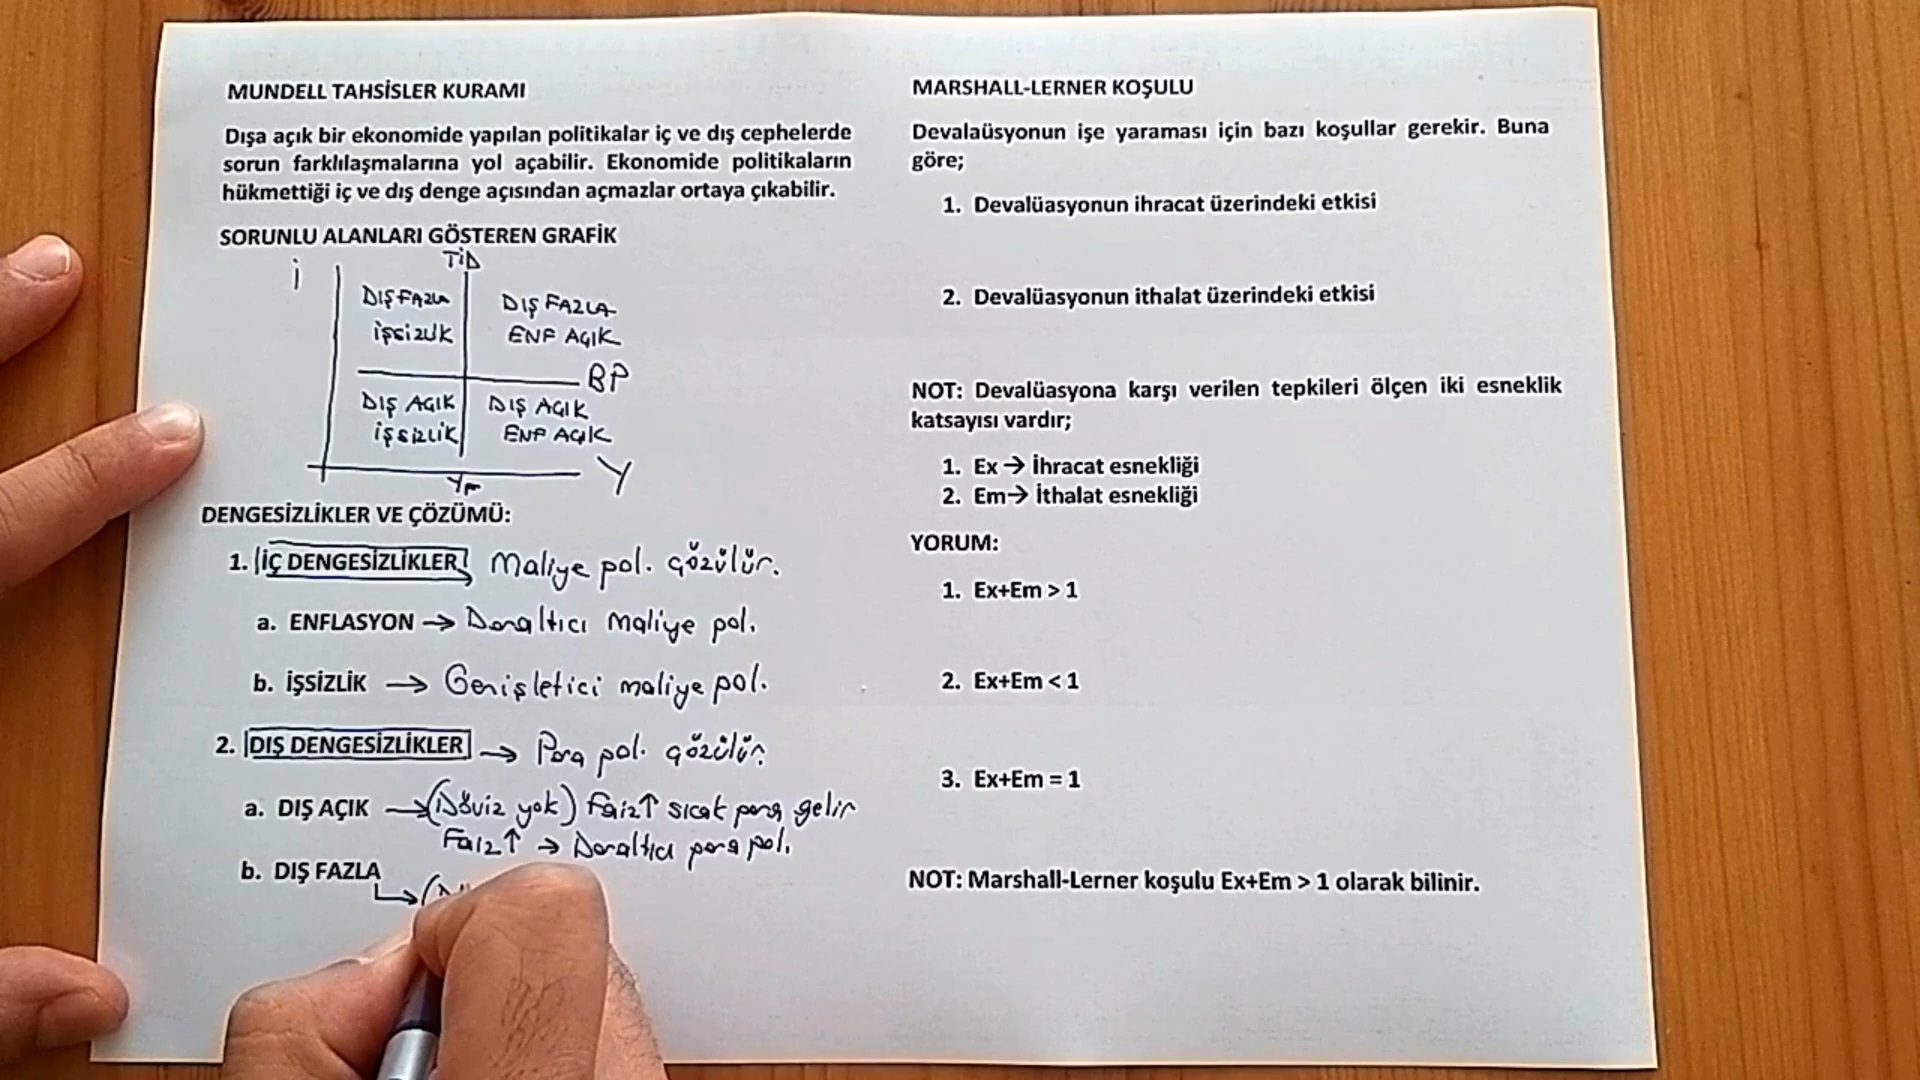 MUNDELL TAHSİSLER KURAMI
Dışa açık bir ekonomide yapılan politikalar iç ve dış cephelerde
sorun farklılaşmalarına yol açabilir. Ekonomide politikaların
hükmettiği iç ve dış denge açısından açmazlar ortaya çıkabilir.
SORUNLU ALANLARI GÖSTEREN GRAFİK
TİD
i
DIŞ FAZLA
İŞSİZLİK
DIŞ FAZLA
ENF AÇIK
BP
DIŞ AÇIK
İŞSİZLİK
DIŞ AÇIK
ENF AÇIK
Y
YF
DENGESİZLİKLER VE ÇÖZÜMÜ:
1. İÇ DENGESİZLİKLER Maliye pol. çözülür.
a. ENFLASYON → Daraltıcı maliye pol.
b. İŞSİZLİK → Genişletici maliye pol.
2. DIŞ DENGESİZLİKLER → Para pol. çözülür.
a. DIŞ AÇIK → (Döviz yok) Faiz↑ sıcak para gelir
Faiz↑ → Daraltıcı para pol.
b. DIŞ FAZLA
MARSHALL-LERNER KOŞULU
Devalaüsyonun işe yaraması için bazı koşullar gerekir. Buna
göre;
1. Devalüasyonun ihracat üzerindeki etkisi
2. Devalüasyonun ithalat üzerindeki etkisi
NOT: Devalüasyona karşı verilen tepkileri ölçen iki esneklik
katsayısı vardır;
1. Ex → İhracat esnekliği
2. Em→ İthalat esnekliği
YORUM:
1. Ex+Em > 1
2. Ex+Em < 1
3. Ex+Em = 1
NOT: Marshall-Lerner koşulu Ex+Em > 1 olarak bilinir.